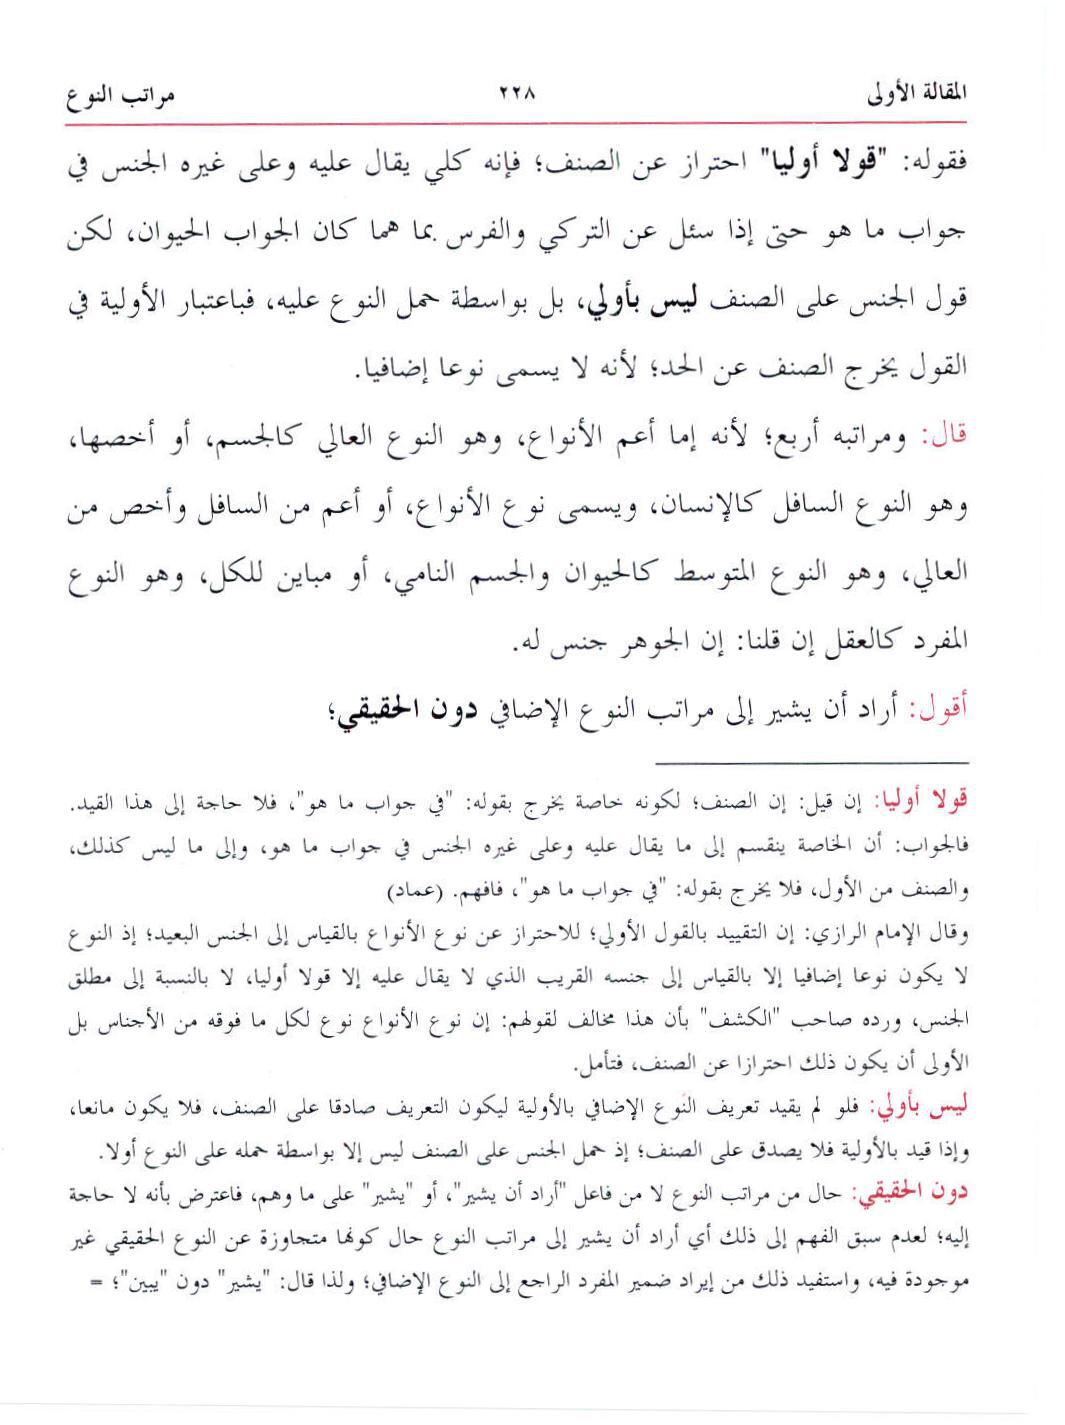 المقالة الأولى ٢٢٨ مراتب النوع
فقوله: "قولا أوليا" احتراز عن الصنف؛ فإنه كلي يقال عليه وعلى غيره الجنس في
جواب ما هو حتى إذا سئل عن التركي والفرس بما هما كان الجواب الحيوان، لكن
قول الجنس على الصنف ليس بأولي، بل بواسطة حمل النوع عليه، فباعتبار الأولية في
القول يخرج الصنف عن الحد؛ لأنه لا يسمى نوعا إضافيا.
قال: ومراتبه أربع؛ لأنه إما أعم الأنواع، وهو النوع العالي كالجسم، أو أخصها،
وهو النوع السافل كالإنسان، ويسمى نوع الأنواع، أو أعم من السافل وأخص من
العالي، وهو النوع المتوسط كالحيوان والجسم النامي، أو مباين للكل، وهو النوع
المفرد كالعقل إن قلنا: إن الجوهر جنس له.
أقول: أراد أن يشير إلى مراتب النوع الإضافي دون الحقيقي؛
قولا أوليا: إن قيل: إن الصنف؛ لكونه خاصة يخرج بقوله: "في جواب ما هو"، فلا حاجة إلى هذا القيد.
فالجواب: أن الخاصة ينقسم إلى ما يقال عليه وعلى غيره الجنس في جواب ما هو، وإلى ما ليس كذلك،
والصنف من الأول، فلا يخرج بقوله: "في جواب ما هو"، فافهم. (عماد)
وقال الإمام الرازي: إن التقييد بالقول الأولي؛ للاحتراز عن نوع الأنواع بالقياس إلى الجنس البعيد؛ إذ النوع
لا يكون نوعا إضافيا إلا بالقياس إلى جنسه القريب الذي لا يقال عليه إلا قولا أوليا، لا بالنسبة إلى مطلق
الجنس، ورده صاحب "الكشف" بأن هذا مخالف لقولهم: إن نوع الأنواع نوع لكل ما فوقه من الأجناس بل
الأولى أن يكون ذلك احترازا عن الصنف، فتأمل.
ليس بأولي: فلو لم يقيد تعريف النوع الإضافي بالأولية ليكون التعريف صادقا على الصنف، فلا يكون مانعا،
وإذا قيد بالأولية فلا يصدق على الصنف؛ إذ حمل الجنس على الصنف ليس إلا بواسطة حمله على النوع أولا.
دون الحقيقي: حال من مراتب النوع لا من فاعل "أراد أن يشير"، أو "يشير" على ما وهم، فاعترض بأنه لا حاجة
إليه؛ لعدم سبق الفهم إلى ذلك أي أراد أن يشير إلى مراتب النوع حال كونها متجاوزة عن النوع الحقيقي غير
موجودة فيه، واستفيد ذلك من إيراد ضمير المفرد الراجع إلى النوع الإضافي؛ ولذا قال: "يشير" دون "يبين"؛ =